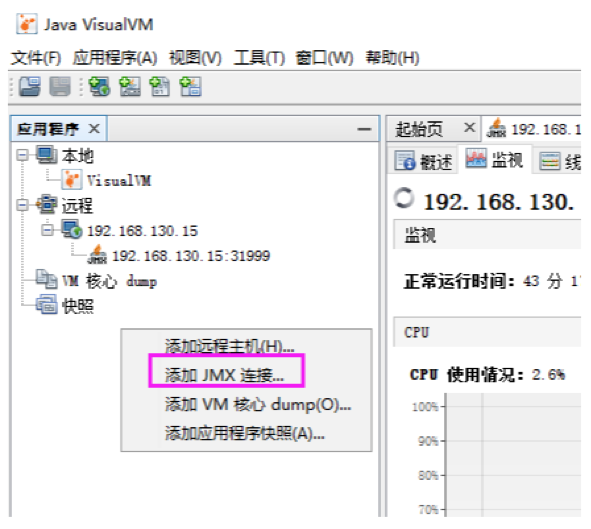 Java VisualVM
文件(F) 应用程序(A) 视图(V) 工具(T) 窗口(W) 帮助(H)
应用程序
本地
VisualVM
远程
192.168.130.15
192.168.130.15:31999
VM 核心 dump
快照
添加远程主机(H)...
添加 JMX 连接...
添加 VM 核心 dump(O)...
添加应用程序快照(A)...
起始页 192.168.1
概述 监视 线
192.168.130.
监视
正常运行时间: 43 分 1
CPU
CPU 使用情况: 2.6%
100%
90%
80%
70%